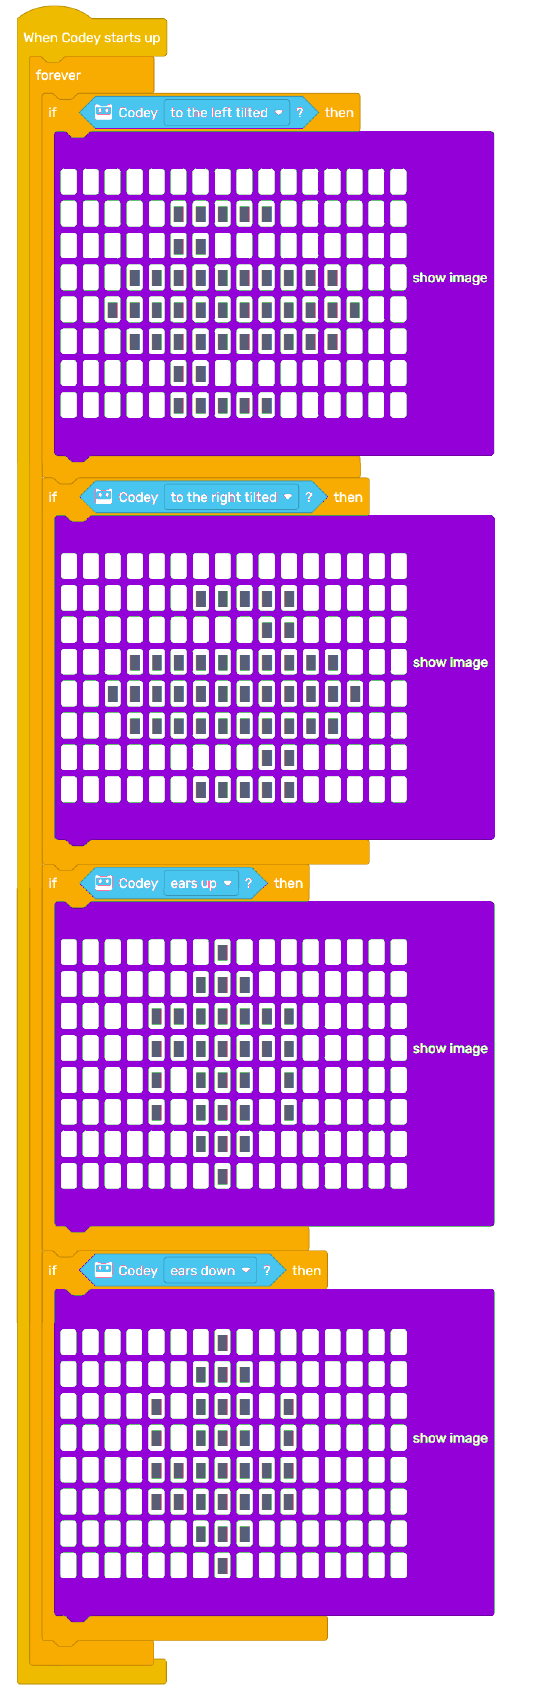 When Codey starts up
forever
if Codey to the left tilted ? then
show image
if Codey to the right tilted ? then
show image
if Codey ears up ? then
show image
if Codey ears down ? then
show image